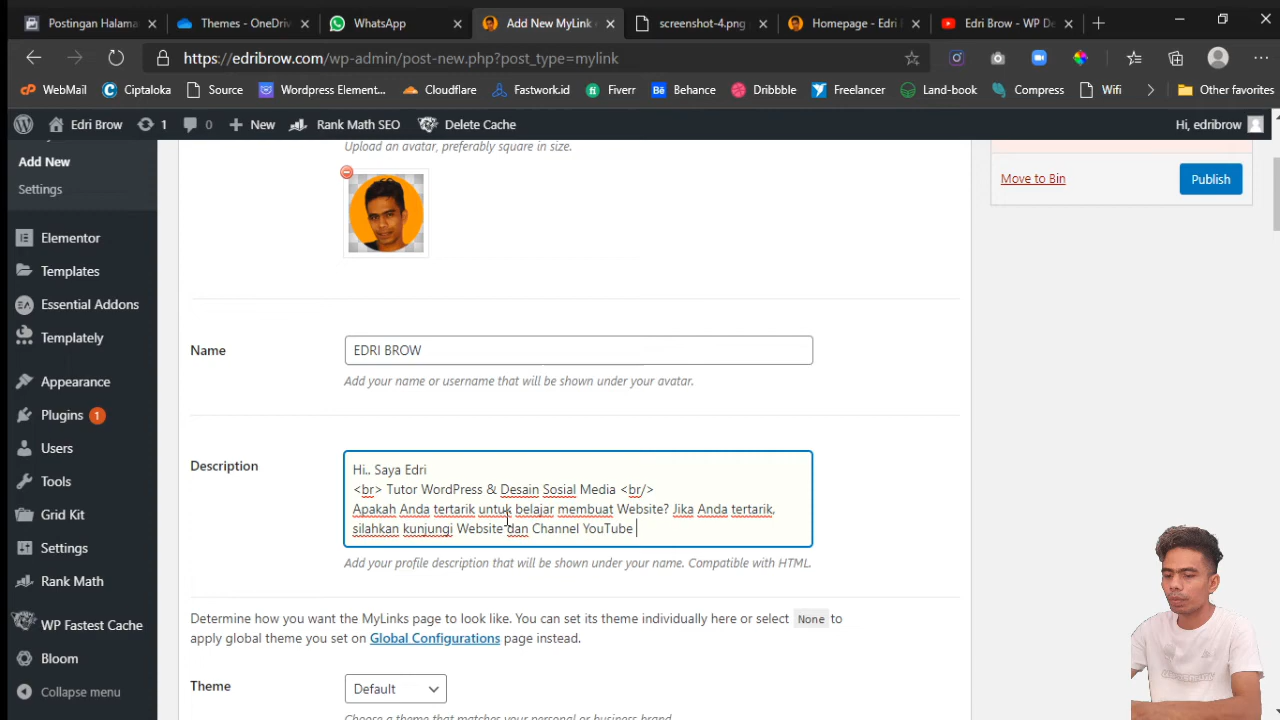 Postingan Halama
Themes - OneDriv
WhatsApp
Add New MyLink
screenshot-4.png
Homepage - Edri
Edri Brow - WP De
https://edribrow.com/wp-admin/post-new.php?post_type=mylink
WebMail
Ciptaloka
Source
Wordpress Element...
Cloudflare
Fastwork.id
Fiverr
Behance
Dribbble
Freelancer
Land-book
Compress
Wifi
Other favorites
Edri Brow
1
0
New
Rank Math SEO
Delete Cache
Hi, edribrow
Add New
Settings
Elementor
Templates
Essential Addons
Templately
Appearance
Plugins 1
Users
Tools
Grid Kit
Settings
Rank Math
WP Fastest Cache
Bloom
Collapse menu
Upload an avatar, preferably square in size.
Name
EDRI BROW
Add your name or username that will be shown under your avatar.
Description
Hi.. Saya Edri
<br> Tutor WordPress & Desain Sosial Media <br/>
Apakah Anda tertarik untuk belajar membuat Website? Jika Anda tertarik,
silahkan kunjungi Website dan Channel YouTube
Add your profile description that will be shown under your name. Compatible with HTML.
Determine how you want the MyLinks page to look like. You can set its theme individually here or select None to
apply global theme you set on Global Configurations page instead.
Theme
Default
Choose a theme that matches your personal or business brand.
Move to Bin
Publish